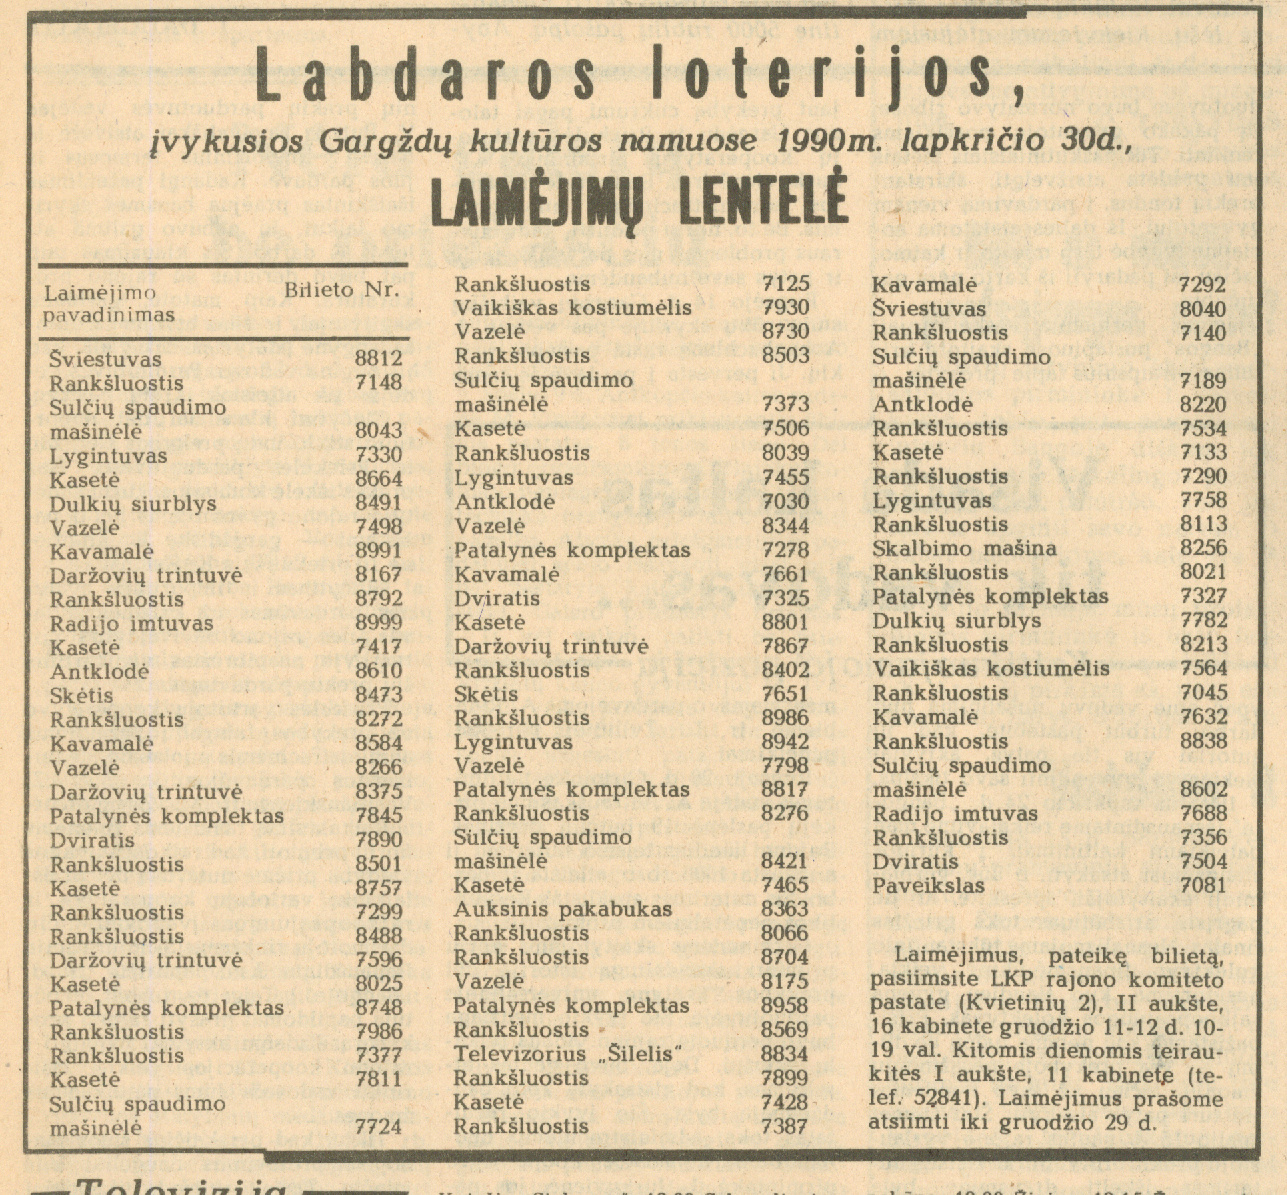 Labdaros loterijos,
įvykusios Gargždų kultūros namuose 1990m. lapkričio 30d.,
LAIMĖJIMŲ LENTELĖ
Laimėjimo Bilieto Nr.
pavadinimas
Šviestuvas 8812
Rankšluostis 7148
Sulčių spaudimo
mašinėlė 8043
Lygintuvas 7330
Kasetė 8664
Dulkių siurblys 8491
Vazelė 7498
Kavamalė 8991
Daržovių trintuvė 8167
Rankšluostis 8792
Radijo imtuvas 8999
Kasetė 7417
Antklodė 8610
Skėtis 8473
Rankšluostis 8272
Kavamalė 8584
Vazelė 8266
Daržovių trintuvė 8375
Patalynės komplektas 7845
Dviratis 7890
Rankšluostis 8501
Kasetė 8757
Rankšluostis 7299
Rankšluostis 8488
Daržovių trintuvė 7596
Kasetė 8025
Patalynės komplektas 8748
Rankšluostis 7986
Rankšluostis 7377
Kasetė 7811
Sulčių spaudimo
mašinėlė 7724
Rankšluostis 7125
Vaikiškas kostiumėlis 7930
Vazelė 8730
Rankšluostis 8503
Sulčių spaudimo
mašinėlė 7373
Kasetė 7506
Rankšluostis 8039
Lygintuvas 7455
Antklodė 7030
Vazelė 8344
Patalynės komplektas 7278
Kavamalė 7661
Dviratis 7325
Kasetė 8801
Daržovių trintuvė 7867
Rankšluostis 8402
Skėtis 7651
Rankšluostis 8986
Lygintuvas 8942
Vazelė 7798
Patalynės komplektas 8817
Rankšluostis 8276
Sulčių spaudimo
mašinėlė 8421
Kasetė 7465
Auksinis pakabukas 8363
Rankšluostis 8066
Rankšluostis 8704
Vazelė 8175
Patalynės komplektas 8958
Rankšluostis 8569
Televizorius „Šilelis“ 8834
Rankšluostis 7899
Kasetė 7428
Rankšluostis 7387
Kavamalė 7292
Šviestuvas 8040
Rankšluostis 7140
Sulčių spaudimo
mašinėlė 7189
Antklodė 8220
Rankšluostis 7534
Kasetė 7133
Rankšluostis 7290
Lygintuvas 7758
Rankšluostis 8113
Skalbimo mašina 8256
Rankšluostis 8021
Patalynės komplektas 7327
Dulkių siurblys 7782
Rankšluostis 8213
Vaikiškas kostiumėlis 7564
Rankšluostis 7045
Kavamalė 7632
Rankšluostis 8838
Sulčių spaudimo
mašinėlė 8602
Radijo imtuvas 7688
Rankšluostis 7356
Dviratis 7504
Paveikslas 7081
Laimėjimus, pateikę bilietą,
pasiimsite LKP rajono komiteto
pastate (Kvietinių 2), II aukšte,
16 kabinete gruodžio 11-12 d. 10-
19 val. Kitomis dienomis teirau-
kitės I aukšte, 11 kabinete (te-
lef. 52841). Laimėjimus prašome
atsiimti iki gruodžio 29 d.